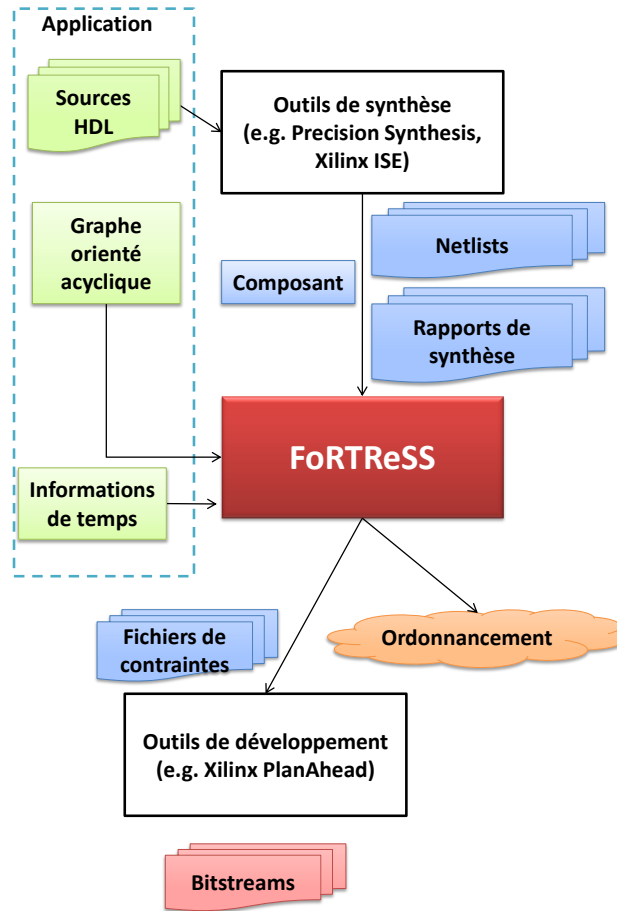 Application
Sources
HDL
Outils de synthèse
(e.g. Precision Synthesis,
Xilinx ISE)
Graphe
orienté
acyclique
Composant
Netlists
Rapports de
synthèse
FoRTReSS
Informations
de temps
Fichiers de
contraintes
Ordonnancement
Outils de développement
(e.g. Xilinx PlanAhead)
Bitstreams